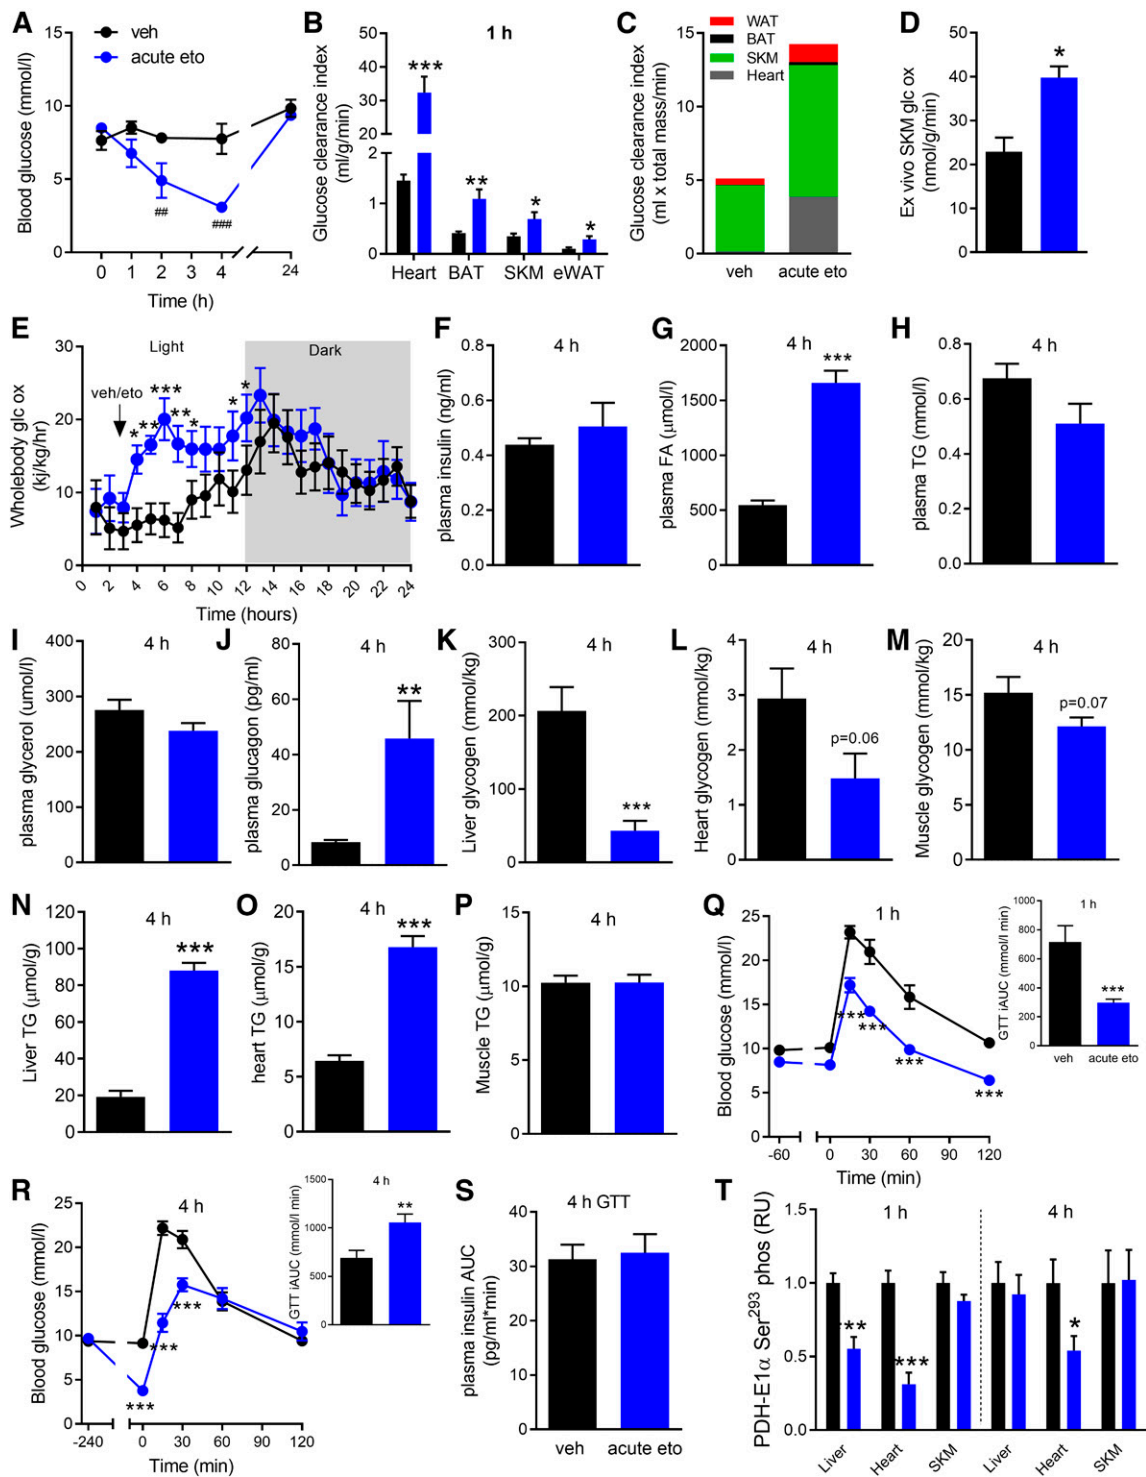 A
veh
acute eto
Blood glucose (mmol/l)
15
10
5
0
##
###
0 1 2 3 4 24
Time (h)
B
1 h
Glucose clearance index
(ml/g/min)
50
40
30
20
2
1
0
***
**
*
*
Heart BAT SKM eWAT
C
WAT
BAT
SKM
Heart
Glucose clearance index
(ml x total mass/min)
15
10
5
0
veh acute eto
D
Ex vivo SKM glc ox
(nmol/g/min)
50
40
30
20
10
0
*
E
Light Dark
veh/eto
Wholebody glc ox
(kj/kg/hr)
30
20
10
0
* ** *** ** * * *
0 2 4 6 8 10 12 14 16 18 20 22 24
Time (hours)
F
4 h
plasma insulin (ng/ml)
0.8
0.6
0.4
0.2
0.0
G
4 h
plasma FA (μmol/l)
2000
1500
1000
500
0
***
H
4 h
plasma TG (mmol/l)
0.8
0.6
0.4
0.2
0.0
I
4 h
plasma glycerol (umol/l)
400
300
200
100
0
J
4 h
plasma glucagon (pg/ml)
80
60
40
20
0
**
K
4 h
Liver glycogen (mmol/kg)
300
200
100
0
***
L
4 h
Heart glycogen (mmol/kg)
4
3
2
1
0
p=0.06
M
4 h
Muscle glycogen (mmol/kg)
20
15
10
5
0
p=0.07
N
4 h
Liver TG (μmol/g)
120
100
80
60
40
20
0
***
O
4 h
heart TG (μmol/g)
20
15
10
5
0
***
P
4 h
Muscle TG (μmol/g)
15
10
5
0
Q
1 h
Blood glucose (mmol/l)
25
20
15
10
5
0
***
***
***
***
-60 0 30 60 120
Time (min)
1 h
GTT iAUC (mmol/l min)
1000
800
600
400
200
0
***
veh acute eto
R
4 h
Blood glucose (mmol/l)
25
20
15
10
5
0
***
***
***
-240 0 30 60 90 120
Time (min)
4 h
GTT iAUC (mmol/l min)
1500
1000
500
0
**
S
4 h GTT
plasma insulin AUC
(pg/ml*min)
40
30
20
10
0
veh acute eto
T
1 h 4 h
PDH-E1α Ser293 phos (RU)
1.5
1.0
0.5
0.0
***
***
*
Liver Heart SKM Liver Heart SKM